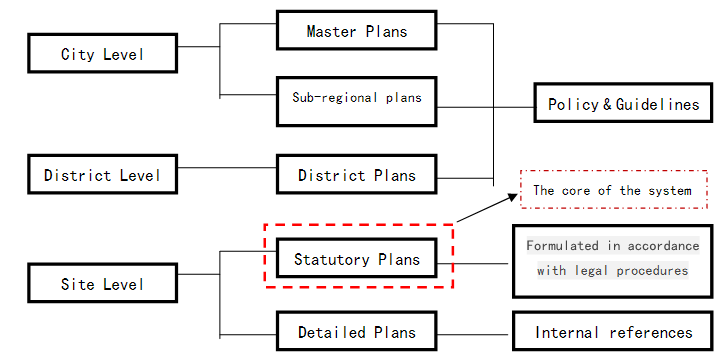 City Level
Master Plans
Sub-regional plans
Policy & Guidelines
District Level
District Plans
The core of the system
Site Level
Statutory Plans
Formulated in accordance
with legal procedures
Detailed Plans
Internal references